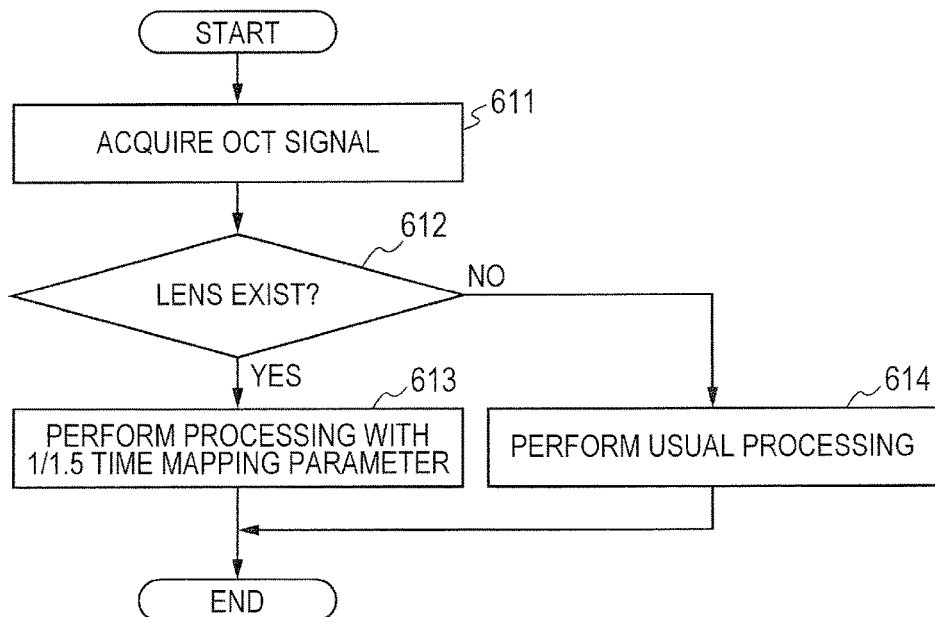 START
611
ACQUIRE OCT SIGNAL
612
LENS EXIST?
NO
YES
613
614
PERFORM PROCESSING WITH
1/1.5 TIME MAPPING PARAMETER
PERFORM USUAL PROCESSING
END